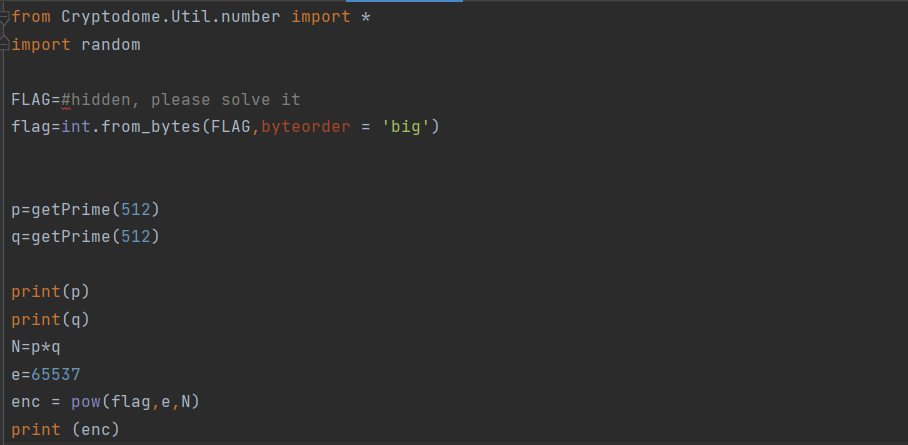 from Cryptodome.Util.number import *
import random
FLAG=#hidden, please solve it
flag=int.from_bytes(FLAG,byteorder = 'big')
p=getPrime(512)
q=getPrime(512)
print(p)
print(q)
N=p*q
e=65537
enc = pow(flag,e,N)
print (enc)